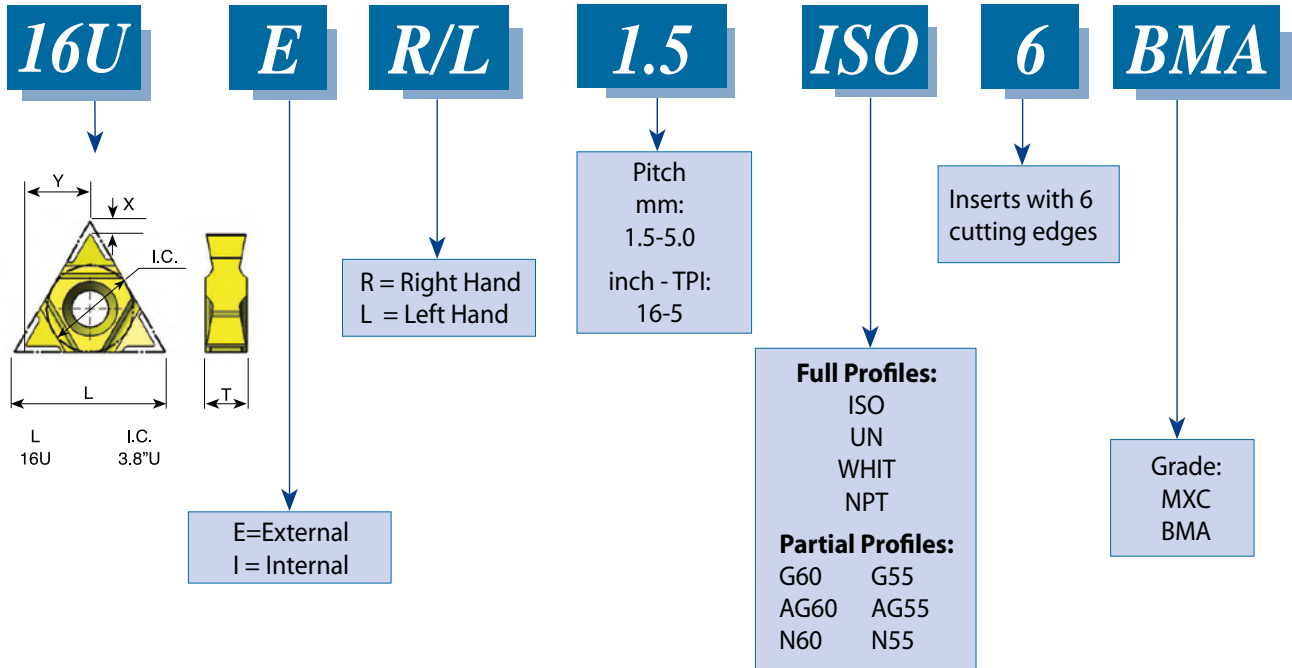 16U E R/L 1.5 ISO 6 BMA
Y
X
I.C.
L
T
L I.C.
16U 3.8”U
E=External
I = Internal
R = Right Hand
L = Left Hand
Pitch
mm:
1.5-5.0
inch - TPI:
16-5
Full Profiles:
ISO
UN
WHIT
NPT
Partial Profiles:
G60 G55
AG60 AG55
N60 N55
Inserts with 6
cutting edges
Grade:
MXC
BMA